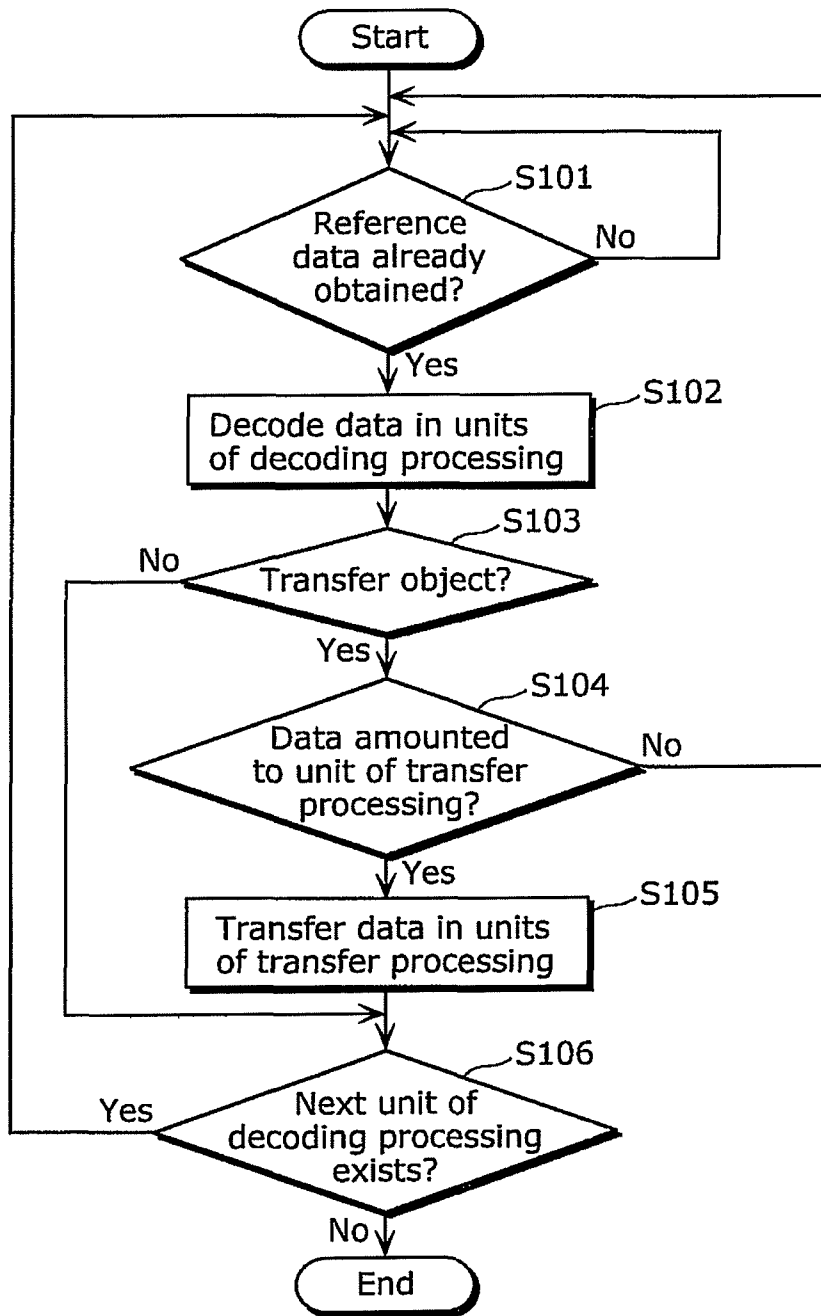 Start
S101
Reference
data already
obtained?
No
Yes
S102
Decode data in units
of decoding processing
S103
No
Transfer object?
Yes
S104
Data amounted
to unit of transfer
processing?
No
Yes
S105
Transfer data in units
of transfer processing
S106
Yes
Next unit of
decoding processing
exists?
No
End